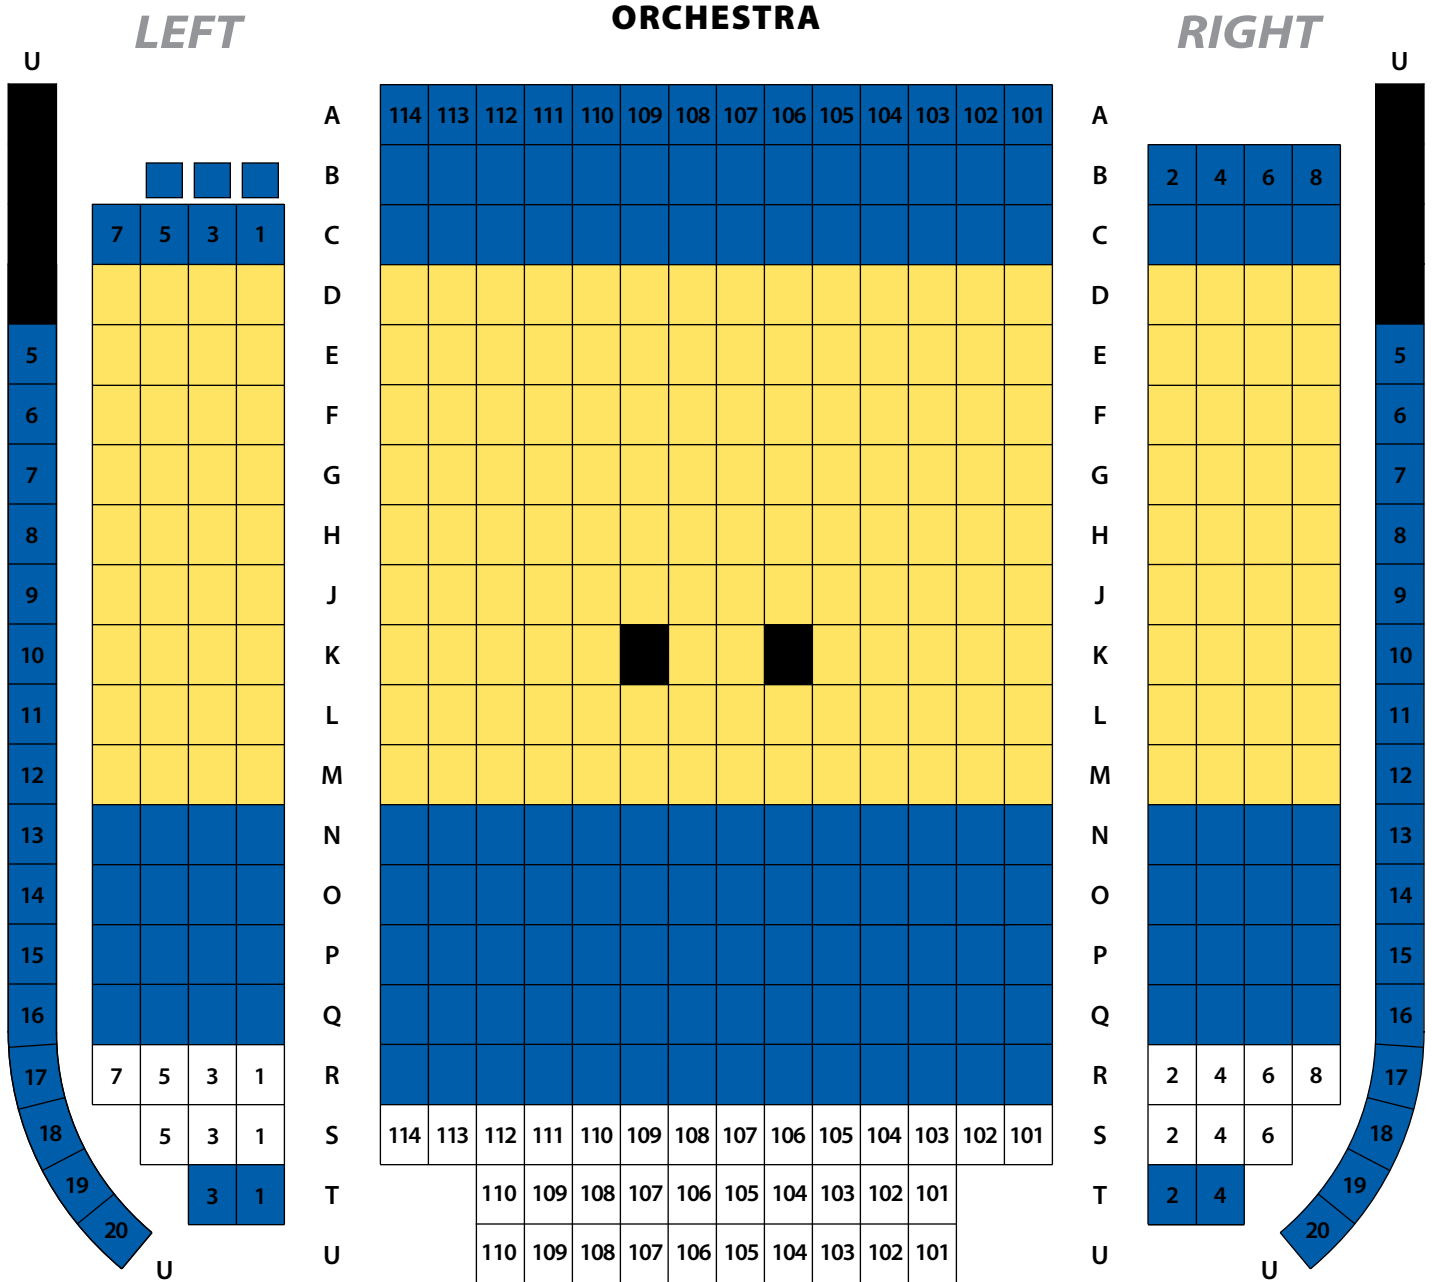 LEFT ORCHESTRA RIGHT
U U
A 114 113 112 111 110 109 108 107 106 105 104 103 102 101 A
B B 2 4 6 8
7 5 3 1 C C
D D
5 E E 5
6 F F 6
7 G G 7
8 H H 8
9 J J 9
10 K K 10
11 L L 11
12 M M 12
13 N N 13
14 O O 14
15 P P 15
16 Q Q 16
17 7 5 3 1 R R 2 4 6 8 17
18 5 3 1 S 114 113 112 111 110 109 108 107 106 105 104 103 102 101 S 2 4 6 18
19 3 1 T 110 109 108 107 106 105 104 103 102 101 T 2 4 19
20 U U 110 109 108 107 106 105 104 103 102 101 U U 20